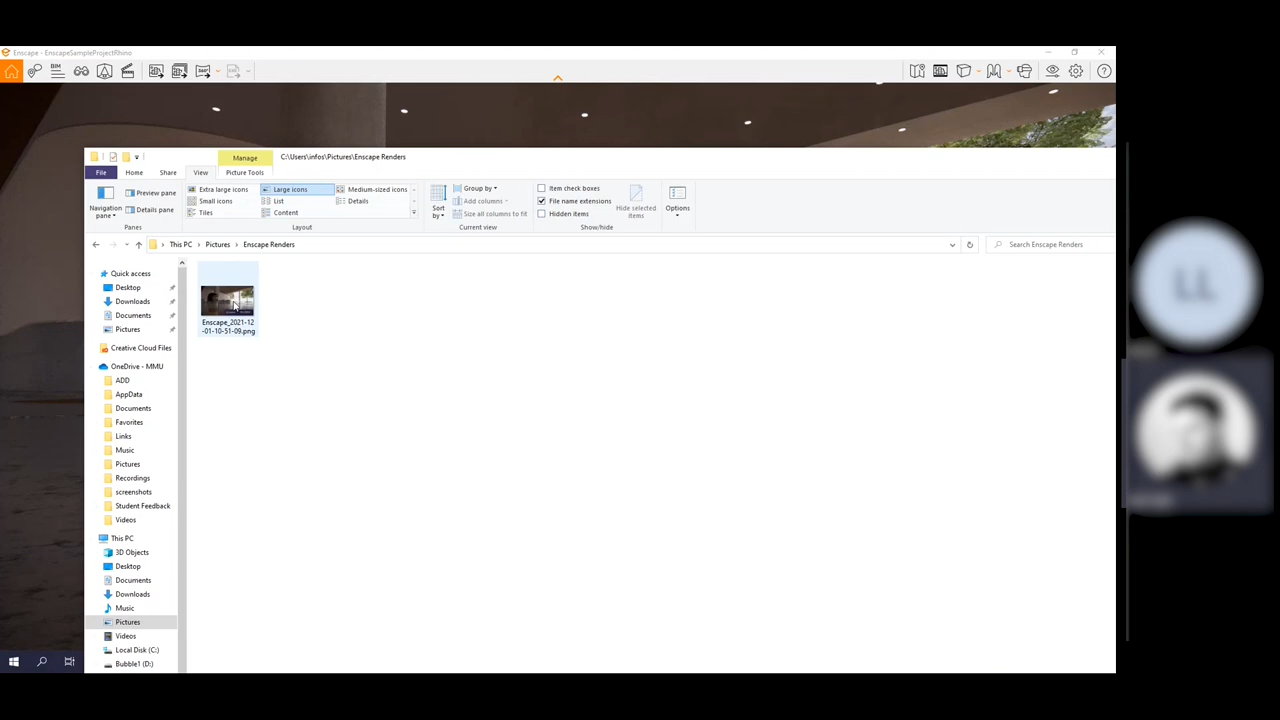 Enscape - EnscapeSampleProjectRhino
BIM
Manage
C:\Users\infos\Pictures\Enscape Renders
File
Home
Share
View
Picture Tools
Navigation pane
Preview pane
Details pane
Panes
Extra large icons
Large icons
Medium-sized icons
Small icons
List
Details
Tiles
Content
Layout
Sort by
Group by
Add columns
Size all columns to fit
Current view
Item check boxes
File name extensions
Hidden items
Hide selected items
Show/hide
Options
This PC
Pictures
Enscape Renders
Search Enscape Renders
Quick access
Desktop
Downloads
Documents
Pictures
Creative Cloud Files
OneDrive - MMU
ADD
AppData
Documents
Favorites
Links
Music
Pictures
Recordings
screenshots
Student Feedback
Videos
This PC
3D Objects
Desktop
Documents
Downloads
Music
Pictures
Videos
Local Disk (C:)
Bubble1 (D:)
Enscape_2021-12
-01-10-51-09.png
LL